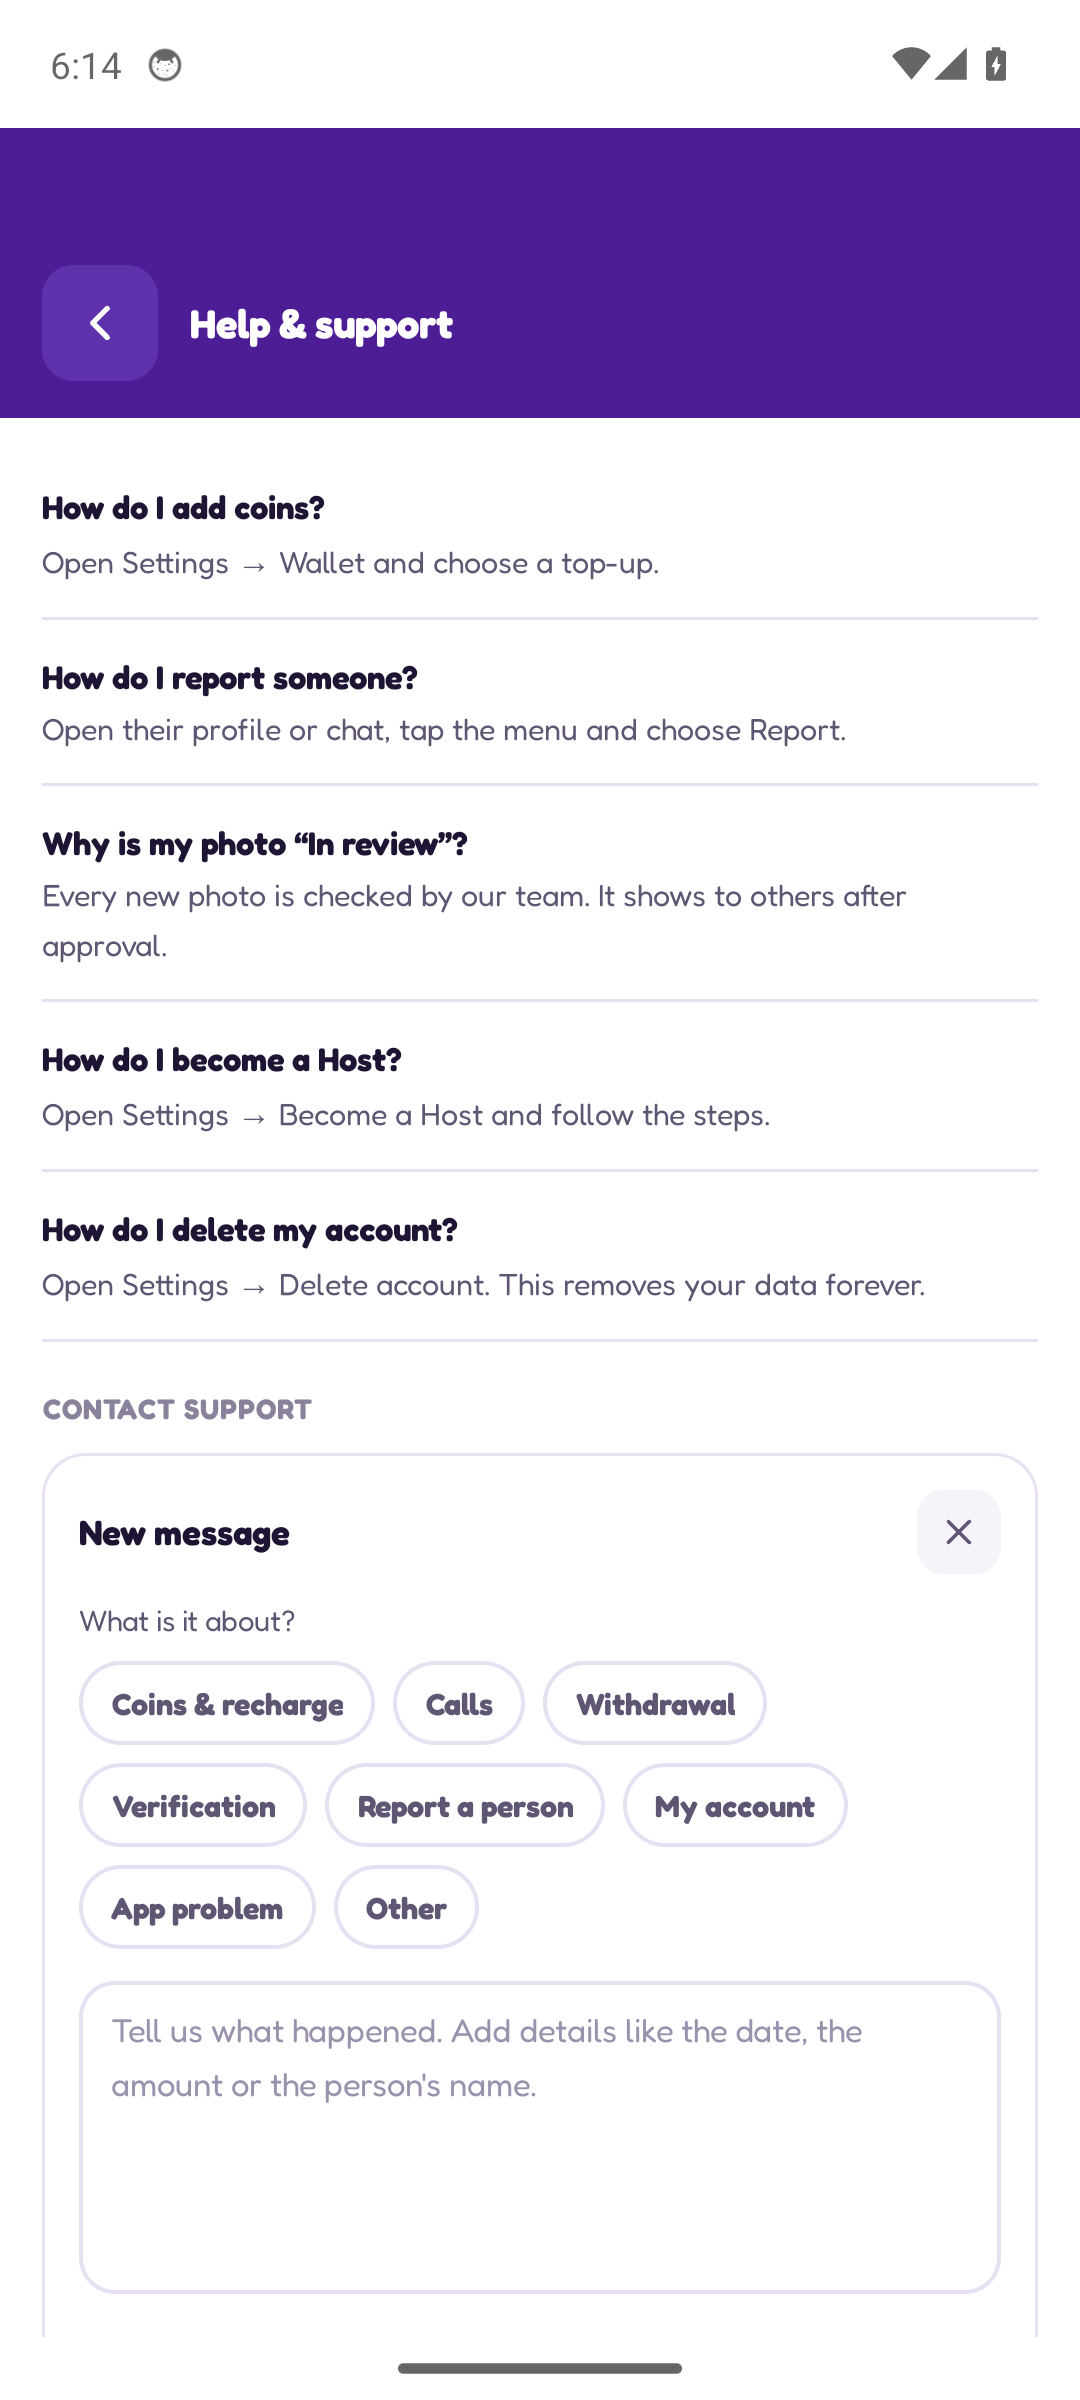 6:14
Help & support
How do I add coins?
Open Settings → Wallet and choose a top-up.
How do I report someone?
Open their profile or chat, tap the menu and choose Report.
Why is my photo “In review”?
Every new photo is checked by our team. It shows to others after
approval.
How do I become a Host?
Open Settings → Become a Host and follow the steps.
How do I delete my account?
Open Settings → Delete account. This removes your data forever.
CONTACT SUPPORT
New message
What is it about?
Coins & recharge
Calls
Withdrawal
Verification
Report a person
My account
App problem
Other
Tell us what happened. Add details like the date, the
amount or the person's name.